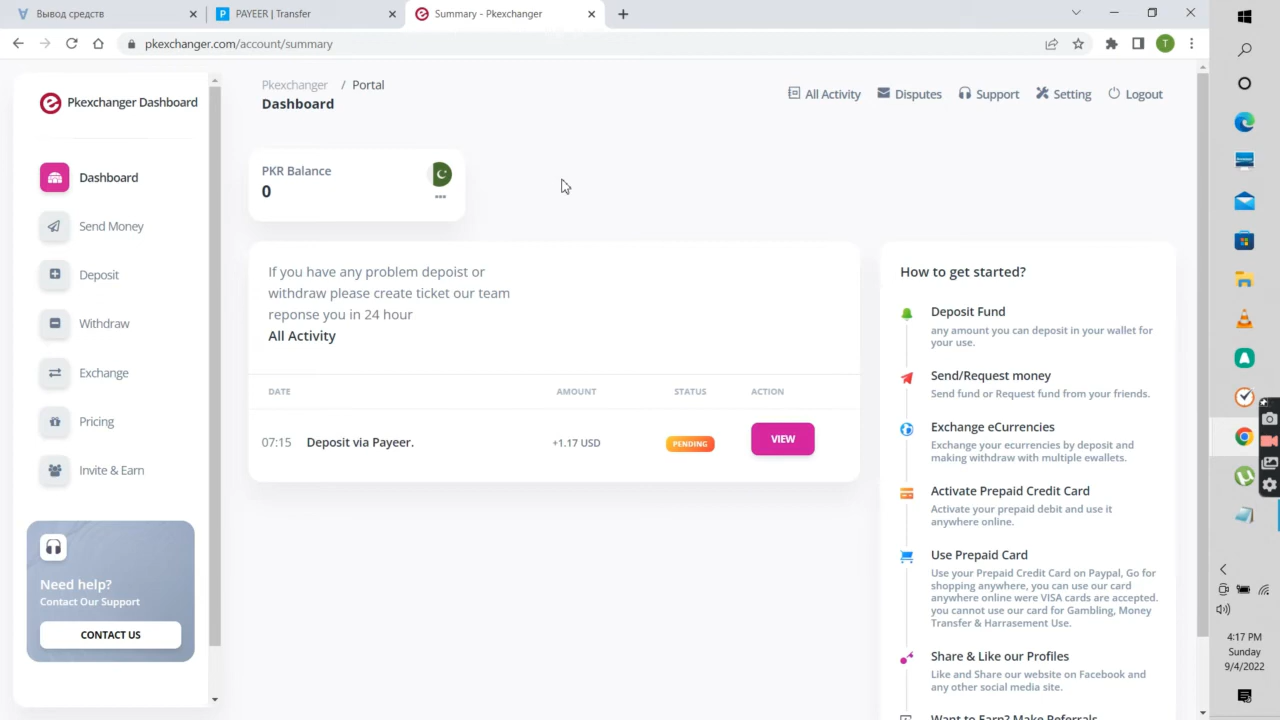 Вывод средств
PAYEER | Transfer
Summary - Pkexchanger
pkexchanger.com/account/summary
T
Pkexchanger Dashboard
Dashboard
Send Money
Deposit
Withdraw
Exchange
Pricing
Invite & Earn
Need help?
Contact Our Support
CONTACT US
Pkexchanger / Portal
Dashboard
All Activity
Disputes
Support
Setting
Logout
PKR Balance
0
If you have any problem depoist or
withdraw please create ticket our team
reponse you in 24 hour
All Activity
DATE AMOUNT STATUS ACTION
07:15 Deposit via Payeer. +1.17 USD PENDING VIEW
How to get started?
Deposit Fund
any amount you can deposit in your wallet for
your use.
Send/Request money
Send fund or Request fund from your friends.
Exchange eCurrencies
Exchange your ecurrencies by deposit and
making withdraw with multiple ewallets.
Activate Prepaid Credit Card
Activate your prepaid debit and use it
anywhere online.
Use Prepaid Card
Use your Prepaid Credit Card on Paypal, Go for
shopping anywhere, you can use our card
anywhere online were VISA cards are accepted.
you cannot use our card for Gambling, Money
Transfer & Harrasement Use.
Share & Like our Profiles
Like and Share our website on Facebook and
any other social media site.
Want to Earn? Make Referrals
4:17 PM
Sunday
9/4/2022